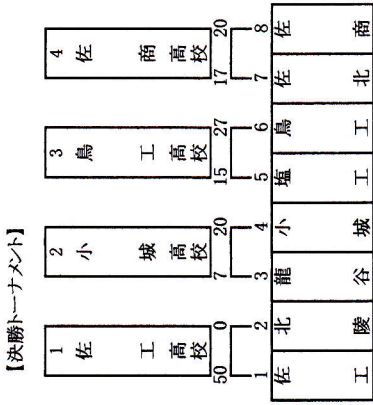 【決勝トーナメント】
1 佐工高校
2 小城高校
3 鳥工高校
4 佐商高校
50 0
7 20
15 27
17 20
1 2 3 4 5 6 7 8
佐工
北陵
龍谷
小城
塩工
鳥工
佐北
佐商